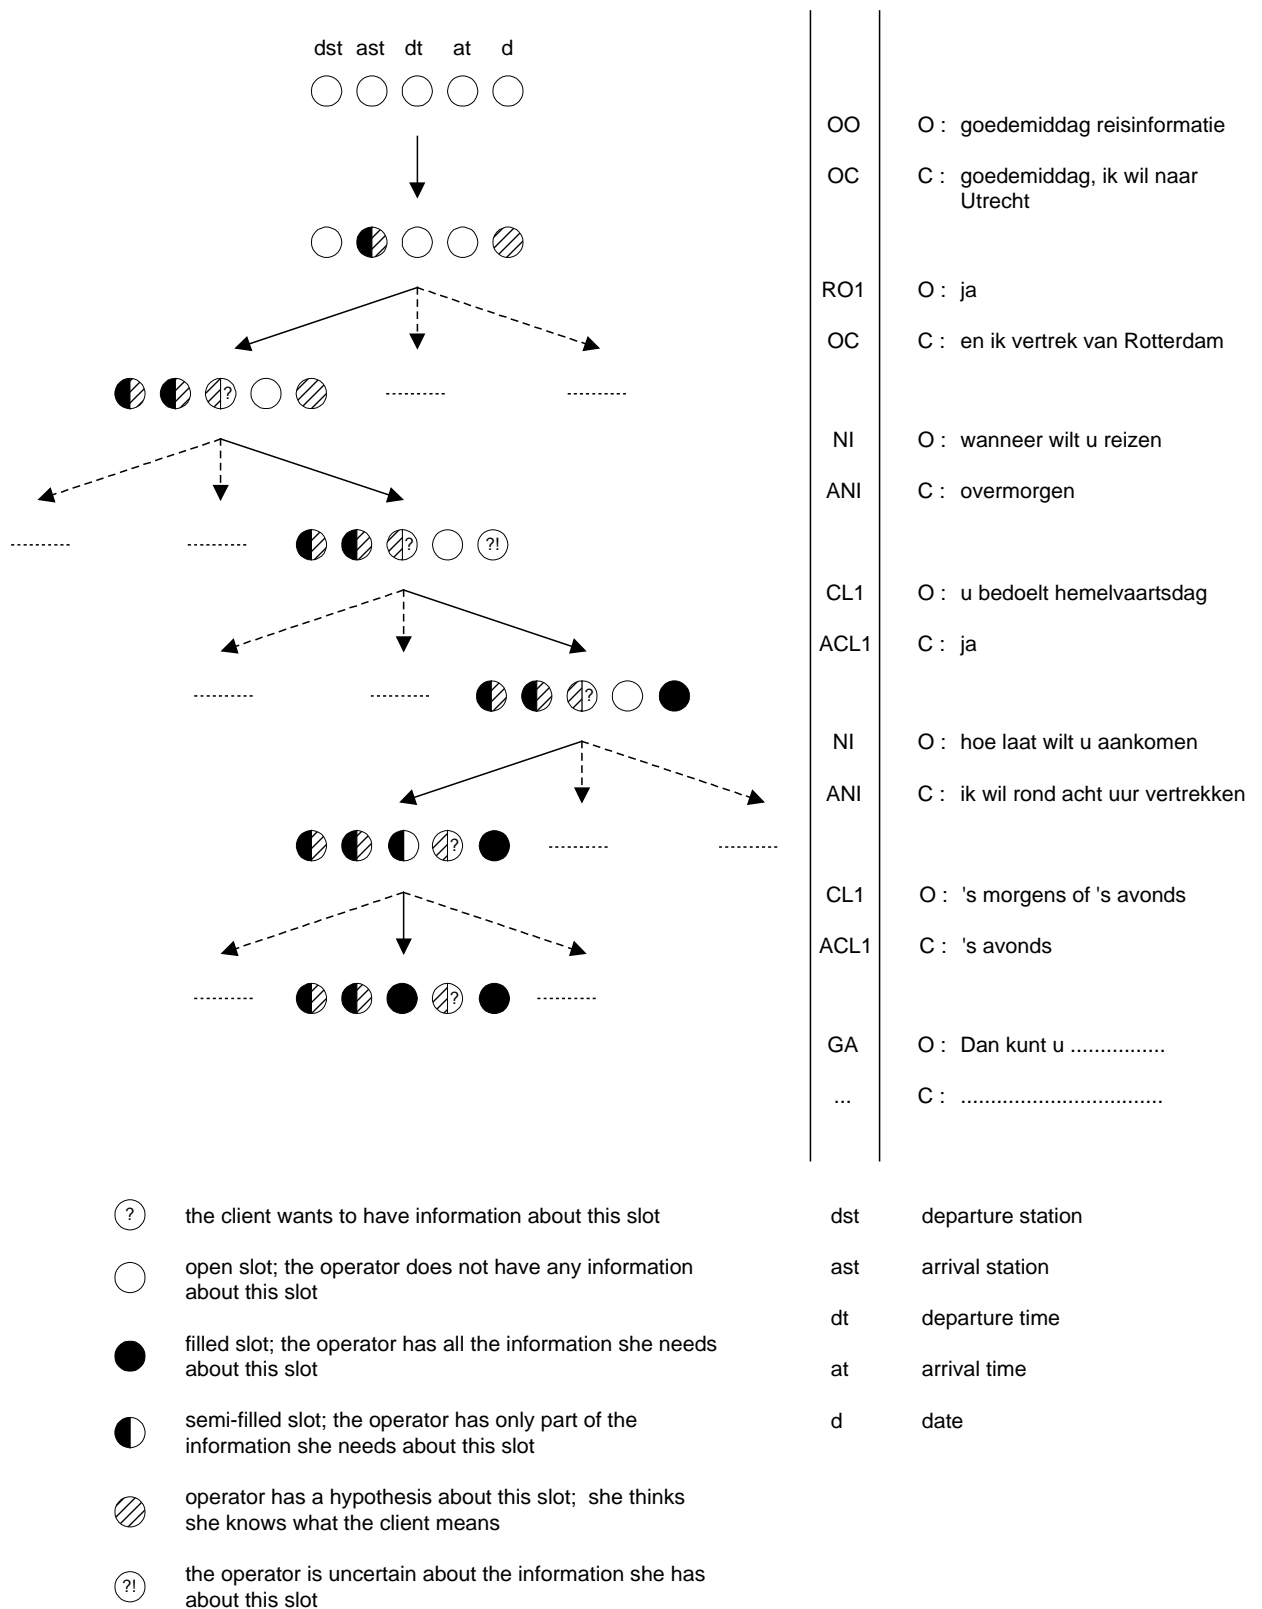 dst ast dt at d
OO O : goedemiddag reisinformatie
OC C : goedemiddag, ik wil naar
Utrecht
RO1 O : ja
OC C : en ik vertrek van Rotterdam
?
NI O : wanneer wilt u reizen
ANI C : overmorgen
? ?!
CL1 O : u bedoelt hemelvaartsdag
ACL1 C : ja
?
NI O : hoe laat wilt u aankomen
ANI C : ik wil rond acht uur vertrekken
?
CL1 O : 's morgens of 's avonds
ACL1 C : 's avonds
?
GA O : Dan kunt u ................
... C : ..................................
? the client wants to have information about this slot
open slot; the operator does not have any information
about this slot
filled slot; the operator has all the information she needs
about this slot
semi-filled slot; the operator has only part of the
information she needs about this slot
operator has a hypothesis about this slot; she thinks
she knows what the client means
?! the operator is uncertain about the information she has
about this slot
dst departure station
ast arrival station
dt departure time
at arrival time
d date